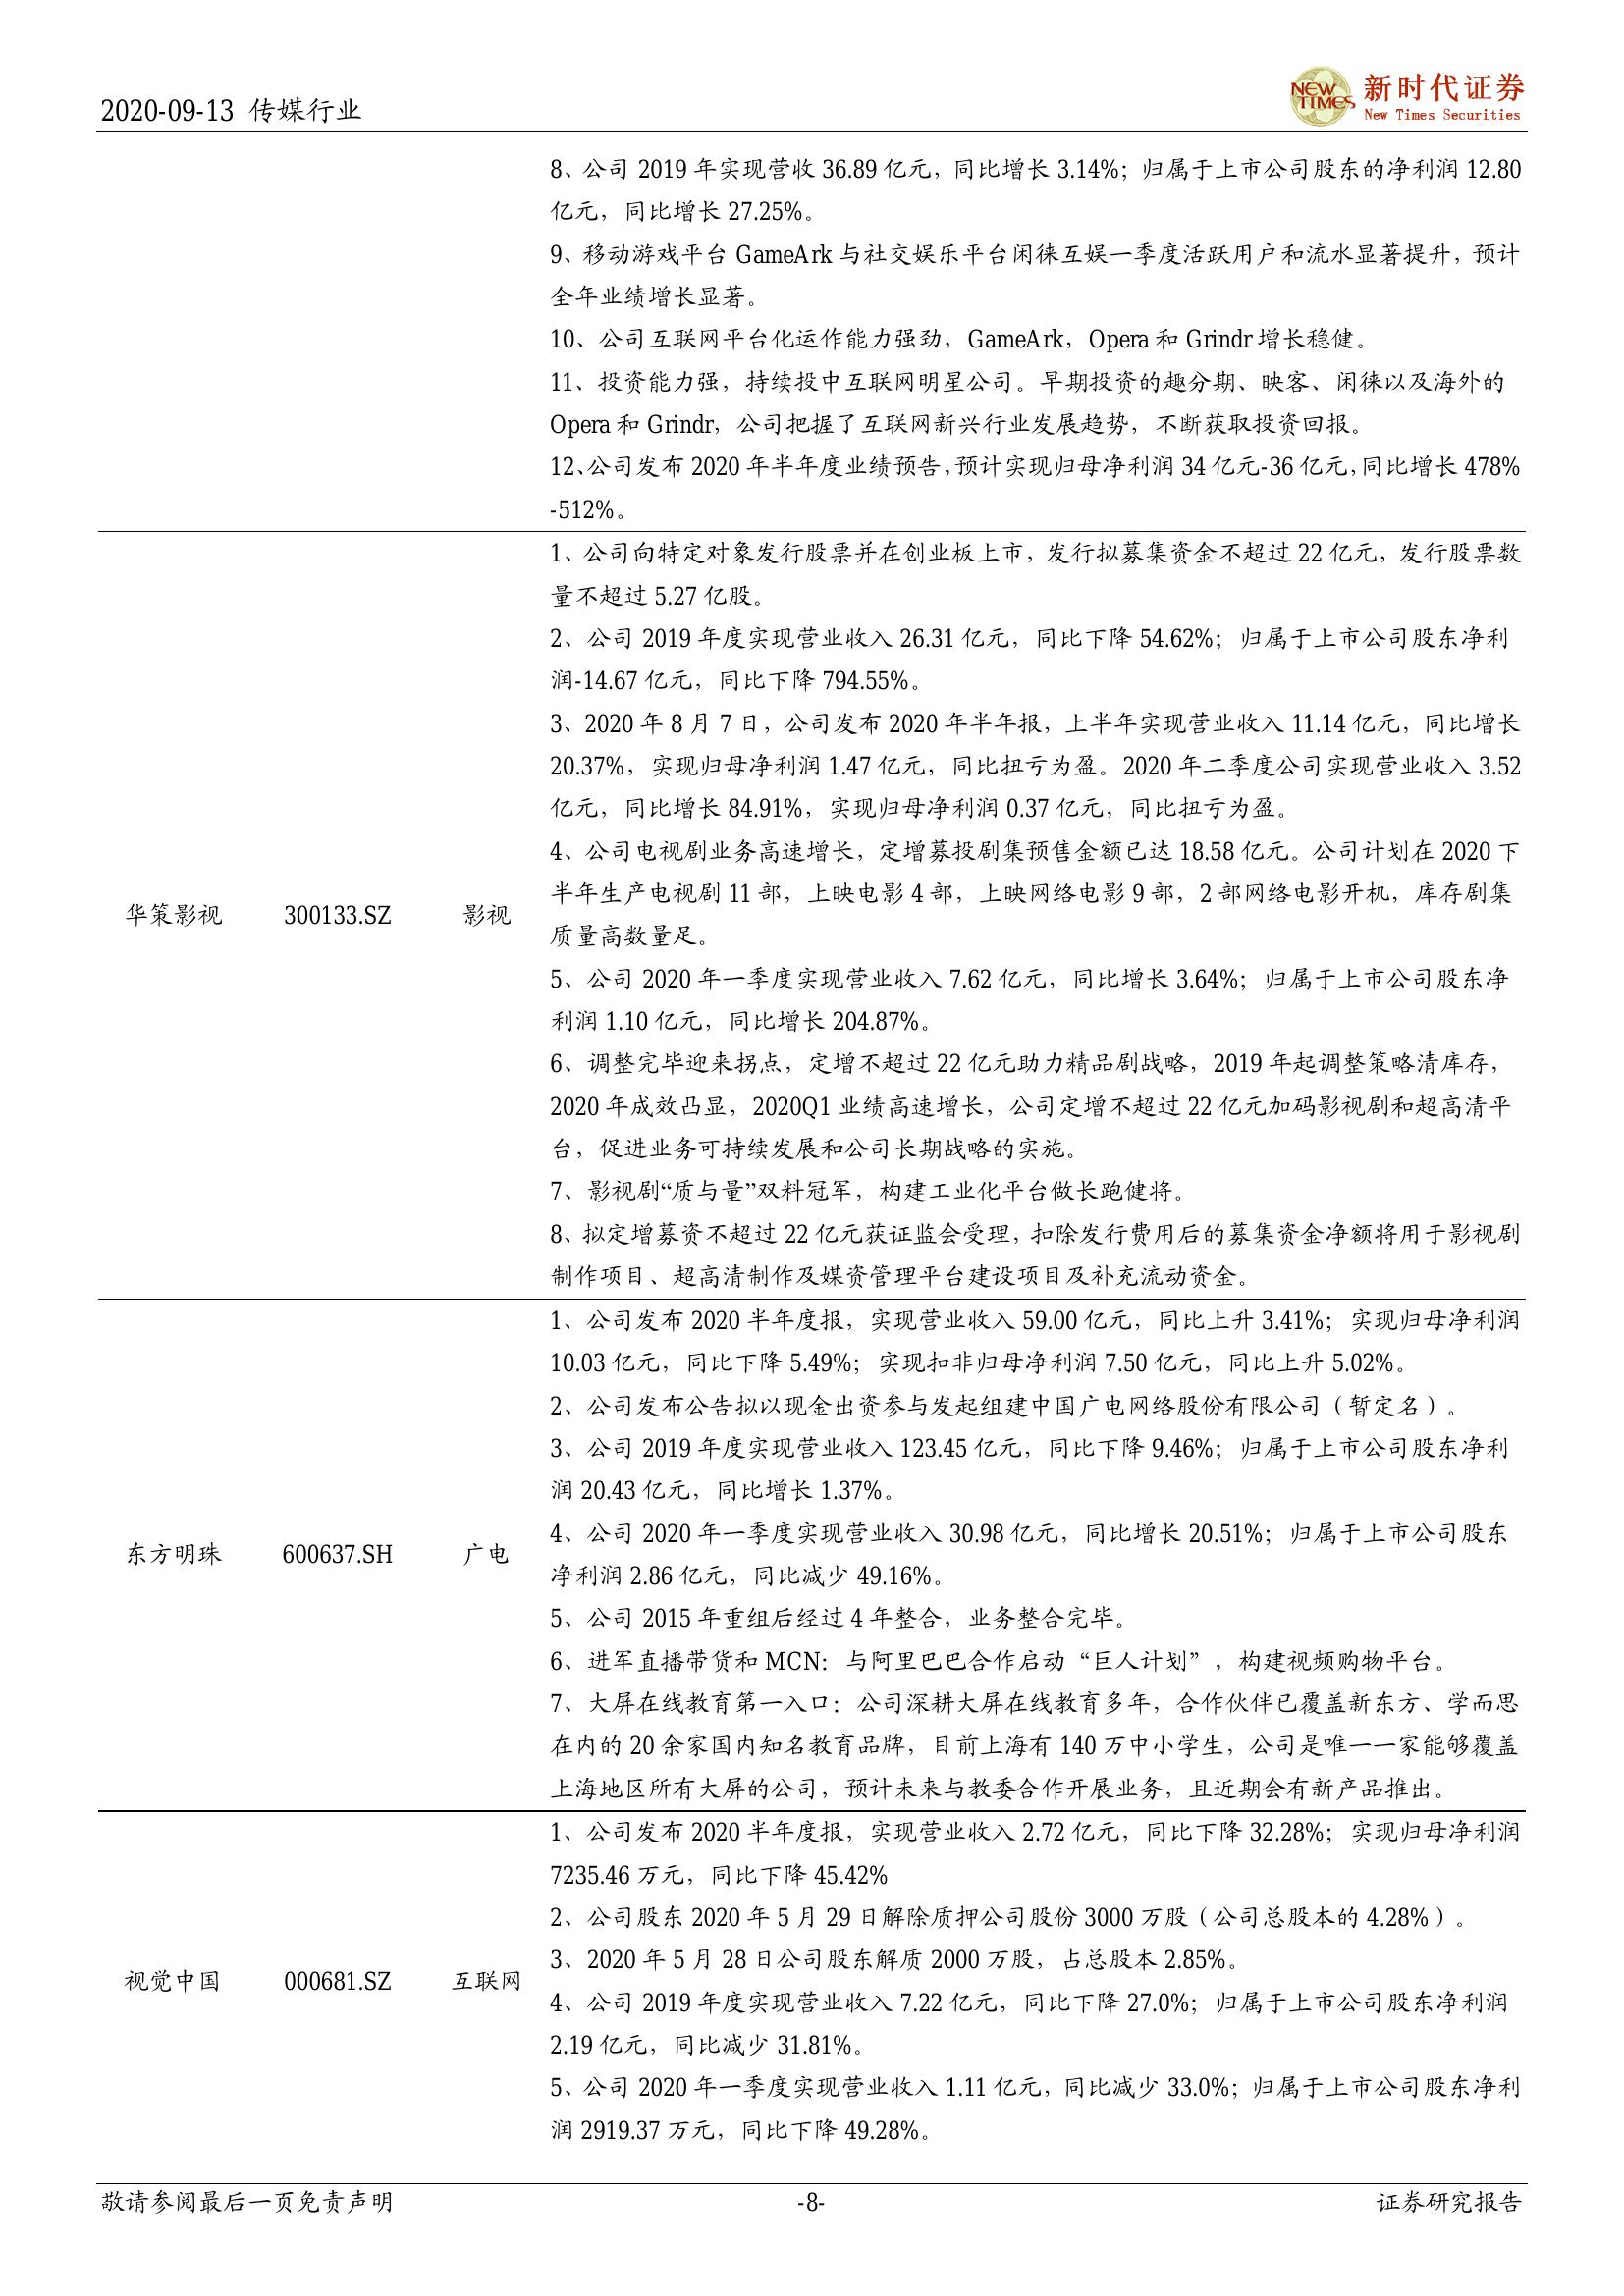 2020-09-13 传媒行业
NEW TIMES 新时代证券
New Times Securities
8、公司 2019 年实现营收 36.89 亿元，同比增长 3.14%；归属于上市公司股东的净利润 12.80
亿元，同比增长 27.25%。
9、移动游戏平台 GameArk 与社交娱乐平台闲徕互娱一季度活跃用户和流水显著提升，预计
全年业绩增长显著。
10、公司互联网平台化运作能力强劲，GameArk，Opera 和 Grindr 增长稳健。
11、投资能力强，持续投中互联网明星公司。早期投资的趣分期、映客、闲徕以及海外的
Opera 和 Grindr，公司把握了互联网新兴行业发展趋势，不断获取投资回报。
12、公司发布 2020 年半年度业绩预告，预计实现归母净利润 34 亿元-36 亿元，同比增长 478%
-512%。
1、公司向特定对象发行股票并在创业板上市，发行拟募集资金不超过 22 亿元，发行股票数
量不超过 5.27 亿股。
2、公司 2019 年度实现营业收入 26.31 亿元，同比下降 54.62%；归属于上市公司股东净利
润-14.67 亿元，同比下降 794.55%。
3、2020 年 8 月 7 日，公司发布 2020 年半年报，上半年实现营业收入 11.14 亿元，同比增长
20.37%，实现归母净利润 1.47 亿元，同比扭亏为盈。2020 年二季度公司实现营业收入 3.52
亿元，同比增长 84.91%，实现归母净利润 0.37 亿元，同比扭亏为盈。
4、公司电视剧业务高速增长，定增募投剧集预售金额已达 18.58 亿元。公司计划在 2020 下
半年生产电视剧 11 部，上映电影 4 部，上映网络电影 9 部，2 部网络电影开机，库存剧集
华策影视 300133.SZ 影视
质量高数量足。
5、公司 2020 年一季度实现营业收入 7.62 亿元，同比增长 3.64%；归属于上市公司股东净
利润 1.10 亿元，同比增长 204.87%。
6、调整完毕迎来拐点，定增不超过 22 亿元助力精品剧战略，2019 年起调整策略清库存，
2020 年成效凸显，2020Q1 业绩高速增长，公司定增不超过 22 亿元加码影视剧和超高清平
台，促进业务可持续发展和公司长期战略的实施。
7、影视剧“质与量”双料冠军，构建工业化平台做长跑健将。
8、拟定增募资不超过 22 亿元获证监会受理，扣除发行费用后的募集资金净额将用于影视剧
制作项目、超高清制作及媒资管理平台建设项目及补充流动资金。
1、公司发布 2020 半年度报，实现营业收入 59.00 亿元，同比上升 3.41%；实现归母净利润
10.03 亿元，同比下降 5.49%；实现扣非归母净利润 7.50 亿元，同比上升 5.02%。
2、公司发布公告拟以现金出资参与发起组建中国广电网络股份有限公司（暂定名）。
3、公司 2019 年度实现营业收入 123.45 亿元，同比下降 9.46%；归属于上市公司股东净利
润 20.43 亿元，同比增长 1.37%。
4、公司 2020 年一季度实现营业收入 30.98 亿元，同比增长 20.51%；归属于上市公司股东
东方明珠 600637.SH 广电
净利润 2.86 亿元，同比减少 49.16%。
5、公司 2015 年重组后经过 4 年整合，业务整合完毕。
6、进军直播带货和 MCN：与阿里巴巴合作启动“巨人计划”，构建视频购物平台。
7、大屏在线教育第一入口：公司深耕大屏在线教育多年，合作伙伴已覆盖新东方、学而思
在内的 20 余家国内知名教育品牌，目前上海有 140 万中小学生，公司是唯一一家能够覆盖
上海地区所有大屏的公司，预计未来与教委合作开展业务，且近期会有新产品推出。
1、公司发布 2020 半年度报，实现营业收入 2.72 亿元，同比下降 32.28%；实现归母净利润
7235.46 万元，同比下降 45.42%
2、公司股东 2020 年 5 月 29 日解除质押公司股份 3000 万股（公司总股本的 4.28%）。
3、2020 年 5 月 28 日公司股东解质 2000 万股，占总股本 2.85%。
视觉中国 000681.SZ 互联网
4、公司 2019 年度实现营业收入 7.22 亿元，同比下降 27.0%；归属于上市公司股东净利润
2.19 亿元，同比减少 31.81%。
5、公司 2020 年一季度实现营业收入 1.11 亿元，同比减少 33.0%；归属于上市公司股东净利
润 2919.37 万元，同比下降 49.28%。
敬请参阅最后一页免责声明 -8- 证券研究报告